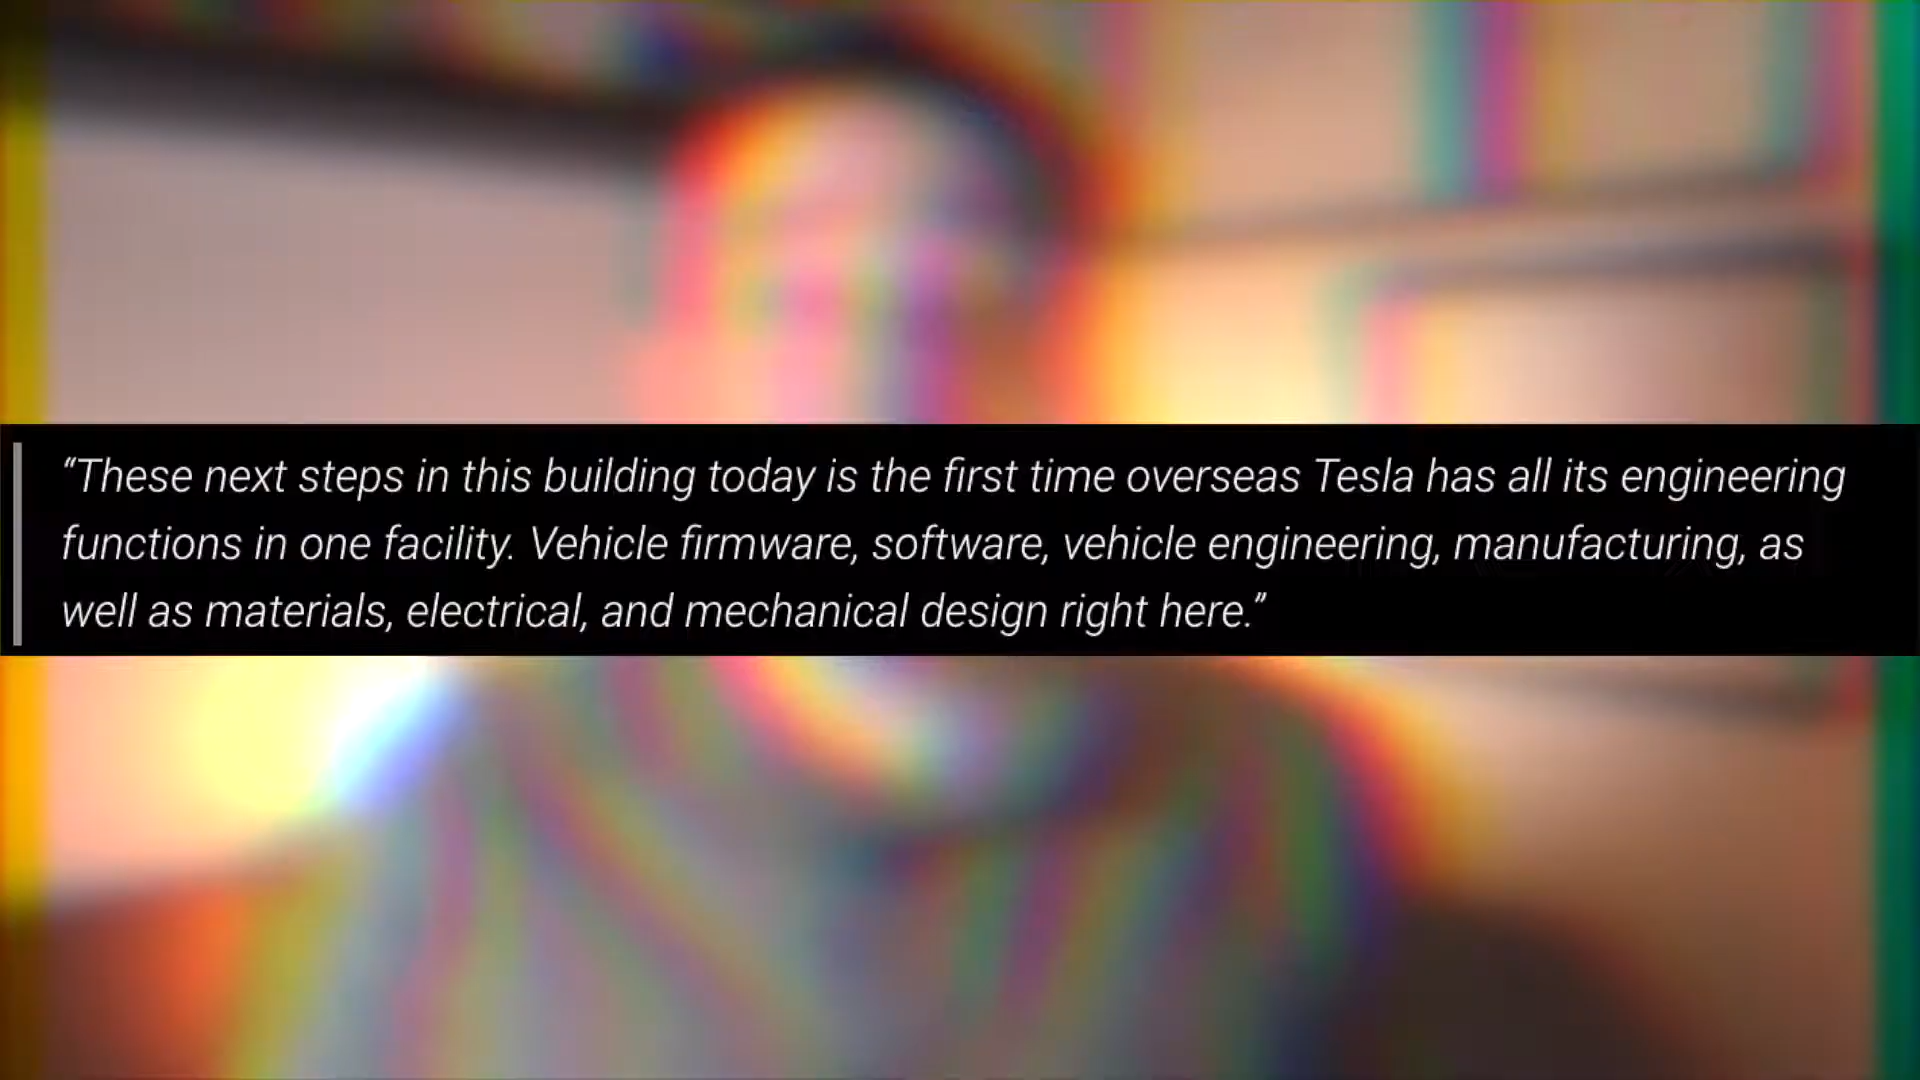 “These next steps in this building today is the first time overseas Tesla has all its engineering
functions in one facility. Vehicle firmware, software, vehicle engineering, manufacturing, as
well as materials, electrical, and mechanical design right here.”